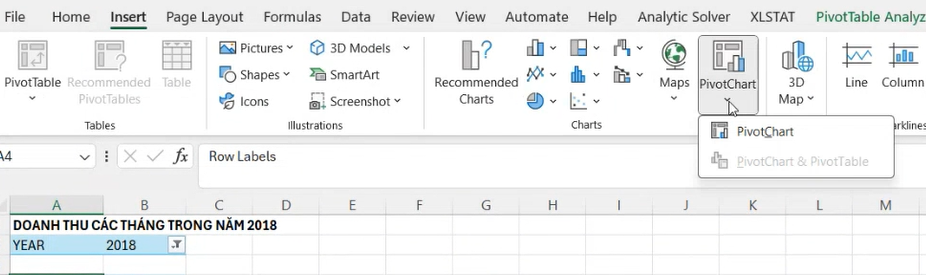 File Home Insert Page Layout Formulas Data Review View Automate Help Analytic Solver XLSTAT PivotTable Analyz
PivotTable
Recommended
PivotTables
Table
Tables
Pictures
Shapes
Icons
3D Models
SmartArt
Screenshot
Illustrations
Recommended
Charts
Maps
PivotChart
Charts
3D
Map
Line
Column
arklines
PivotChart
PivotChart & PivotTable
A4
fx
Row Labels
A B C D E F G H I J K L M
DOANH THU CÁC THÁNG TRONG NĂM 2018
YEAR 2018